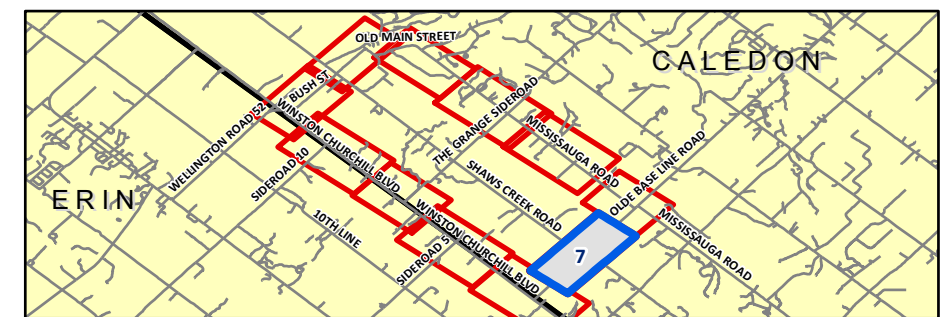 OLD MAIN STREET
CALEDON
BUSH ST
WELLINGTON ROAD 52
WINSTON CHURCHILL BLVD
THE GRANGE SIDEROAD
MISSISSAUGA ROAD
OLDE BASE LINE ROAD
SIDEROAD 10
SHAWS CREEK ROAD
ERIN
10TH LINE
WINSTON CHURCHILL BLVD
MISSISSAUGA ROAD
SIDEROAD 5
7